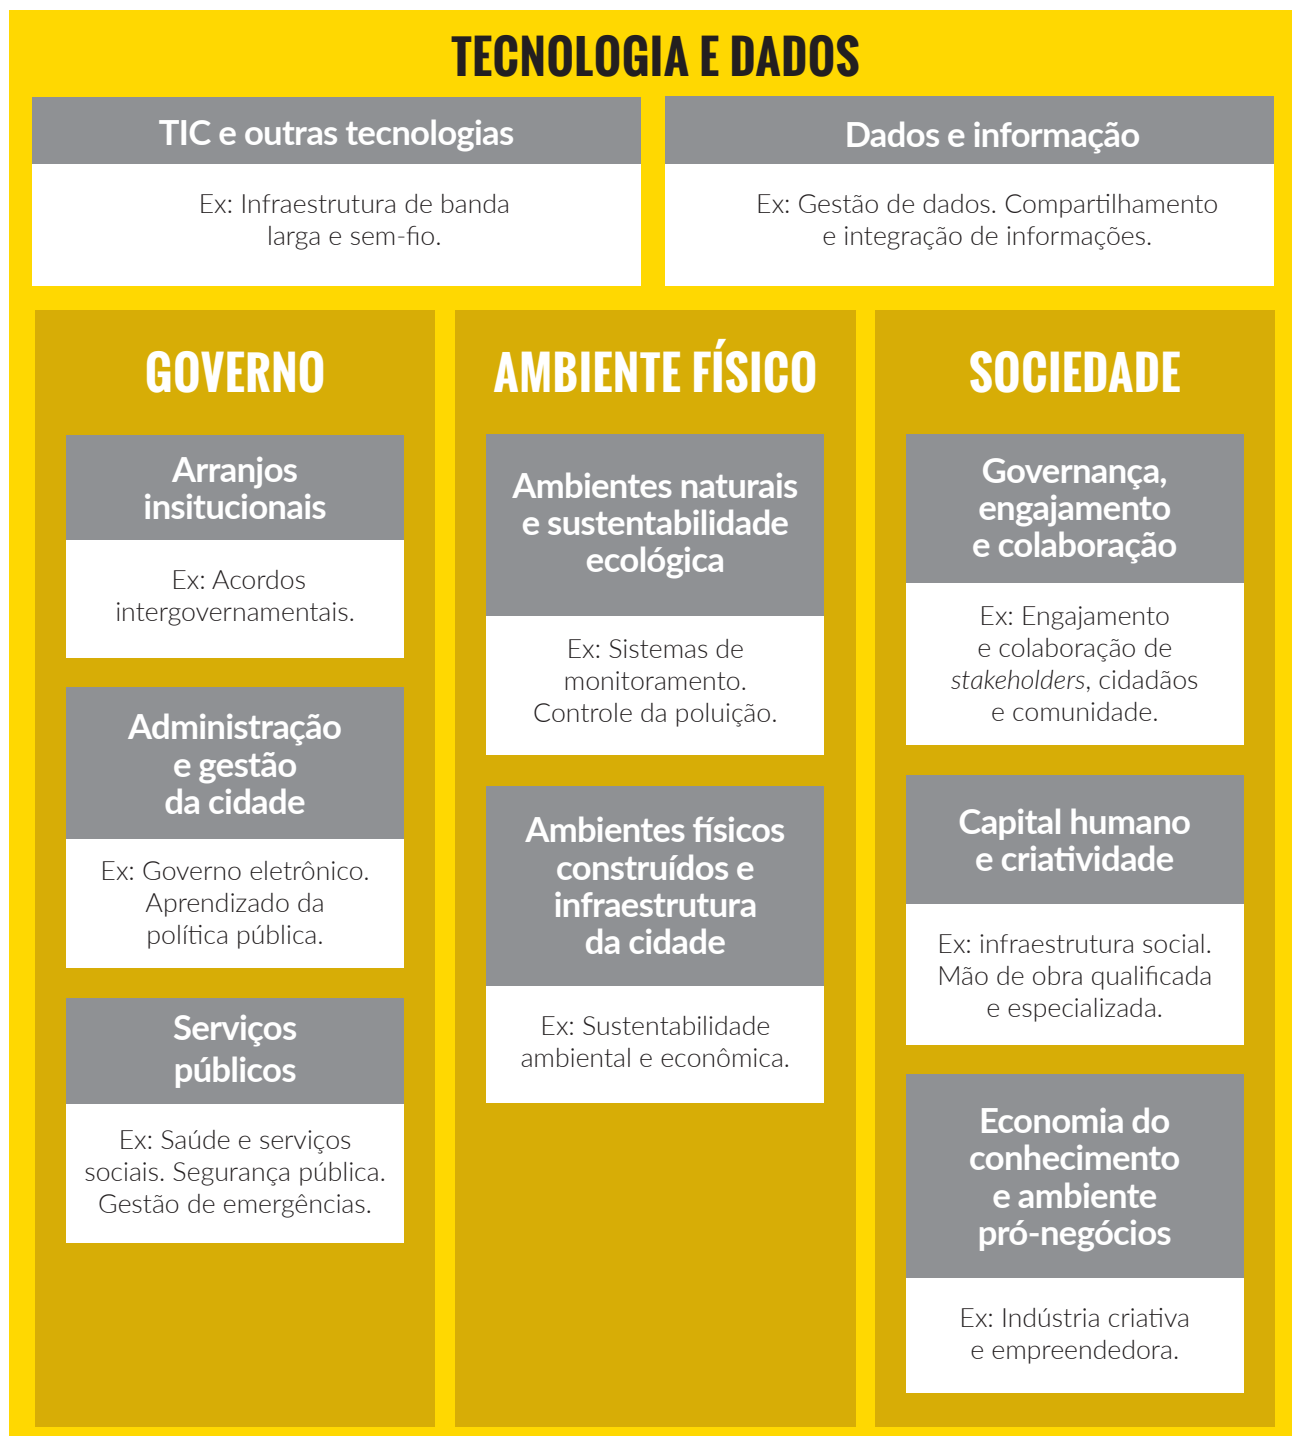 TECNOLOGIA E DADOS
TIC e outras tecnologias
Ex: Infraestrutura de banda
larga e sem-fio.
Dados e informação
Ex: Gestão de dados. Compartilhamento
e integração de informações.
GOVERNO
Arranjos
insitucionais
Ex: Acordos
intergovernamentais.
Administração
e gestão
da cidade
Ex: Governo eletrônico.
Aprendizado da
política pública.
Serviços
públicos
Ex: Saúde e serviços
sociais. Segurança pública.
Gestão de emergências.
AMBIENTE FÍSICO
Ambientes naturais
e sustentabilidade
ecológica
Ex: Sistemas de
monitoramento.
Controle da poluição.
Ambientes físicos
construídos e
infraestrutura
da cidade
Ex: Sustentabilidade
ambiental e econômica.
SOCIEDADE
Governança,
engajamento
e colaboração
Ex: Engajamento
e colaboração de
stakeholders, cidadãos
e comunidade.
Capital humano
e criatividade
Ex: infraestrutura social.
Mão de obra qualificada
e especializada.
Economia do
conhecimento
e ambiente
pró-negócios
Ex: Indústria criativa
e empreendedora.